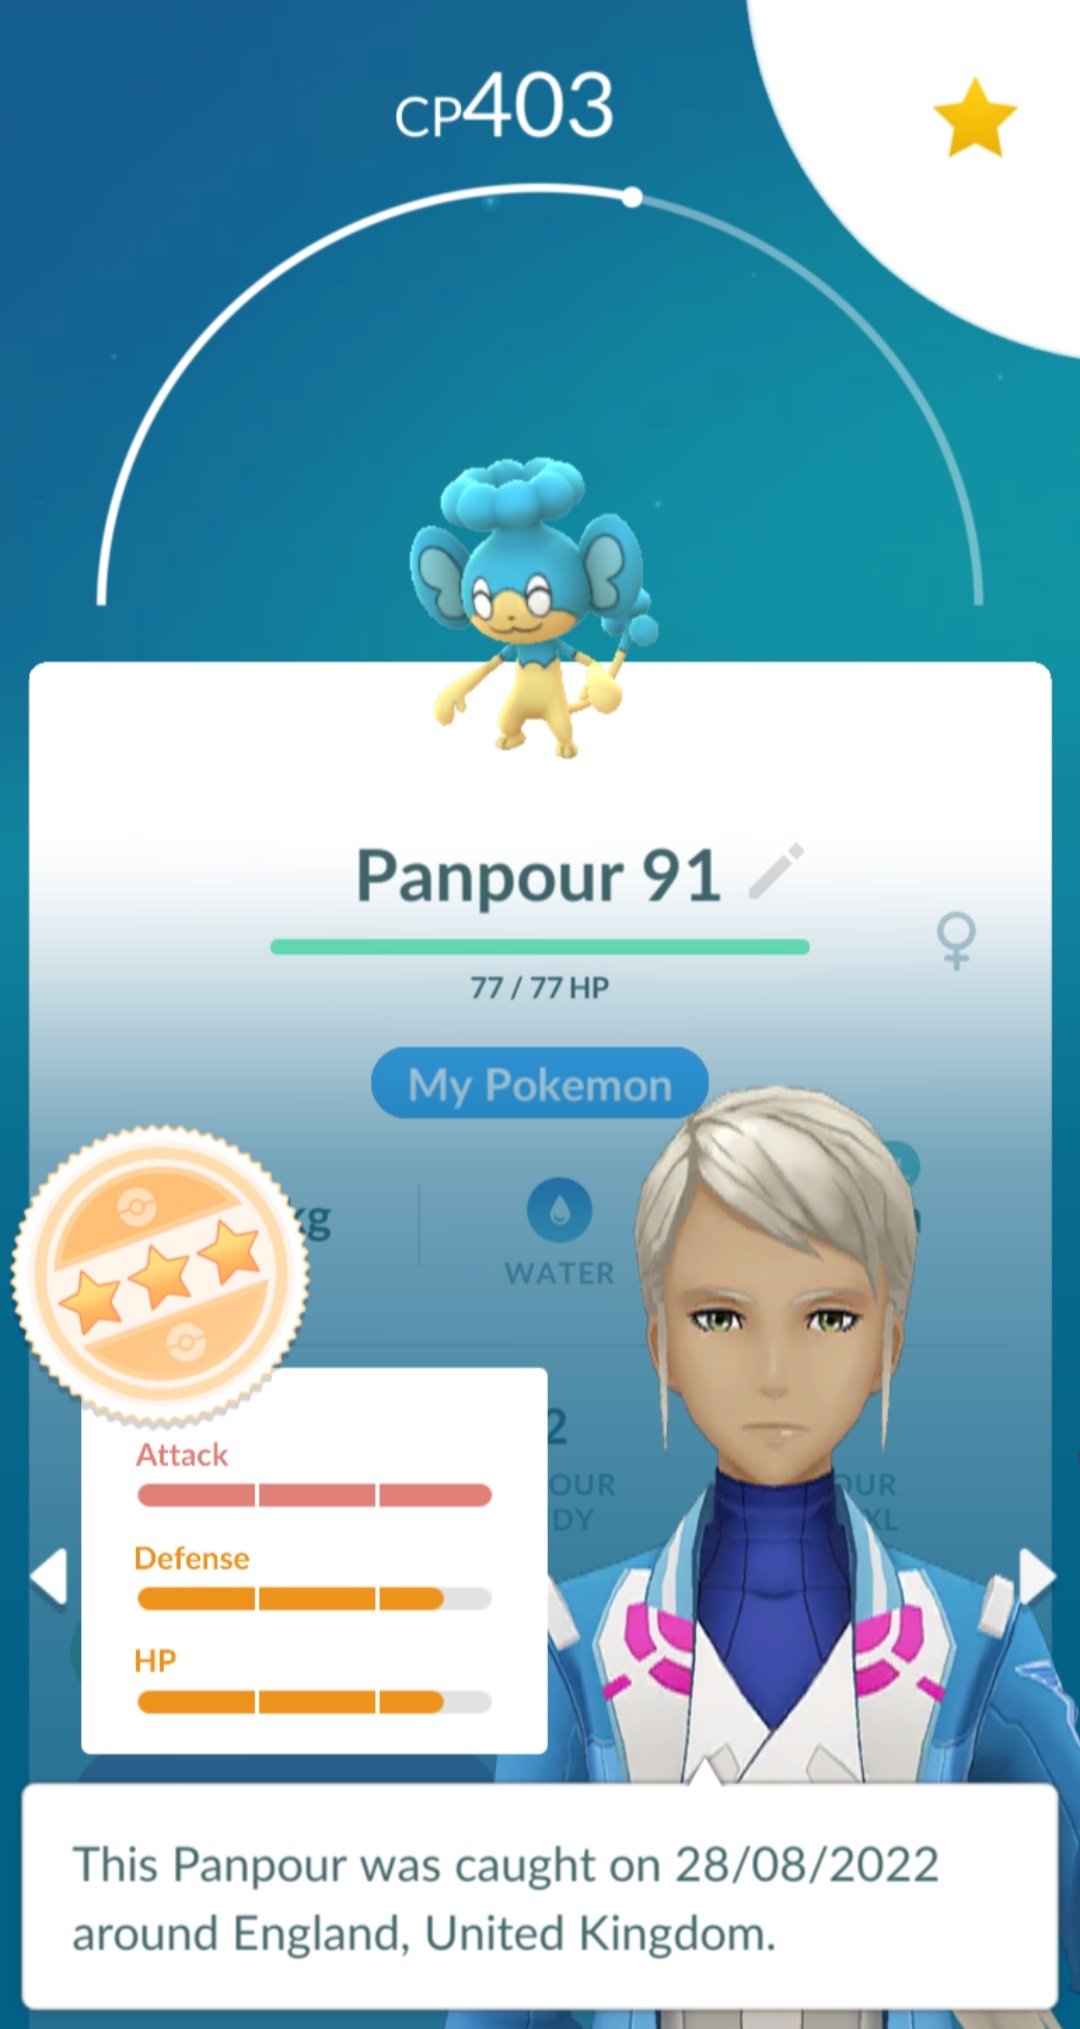 CP403
Panpour 91
77 / 77 HP
My Pokemon
kg
WATER
Attack
Defense
HP
2
OUR
DY
OUR
XL
This Panpour was caught on 28/08/2022
around England, United Kingdom.